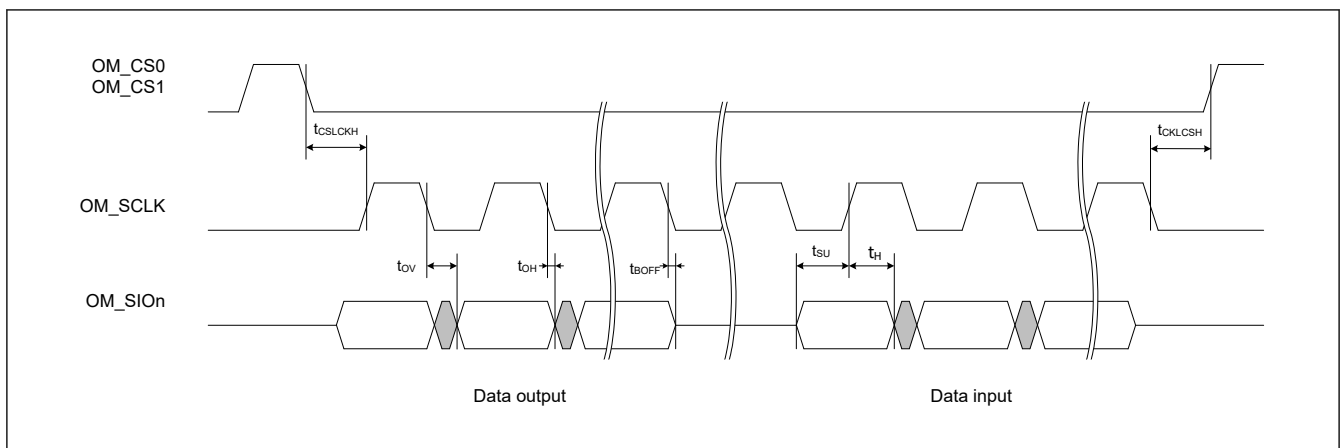 OM_CS0
OM_CS1
tCSLCKH
tCKLCSH
OM_SCLK
tOV
tOH
tBOFF
tSU
tH
OM_SIOn
Data output
Data input